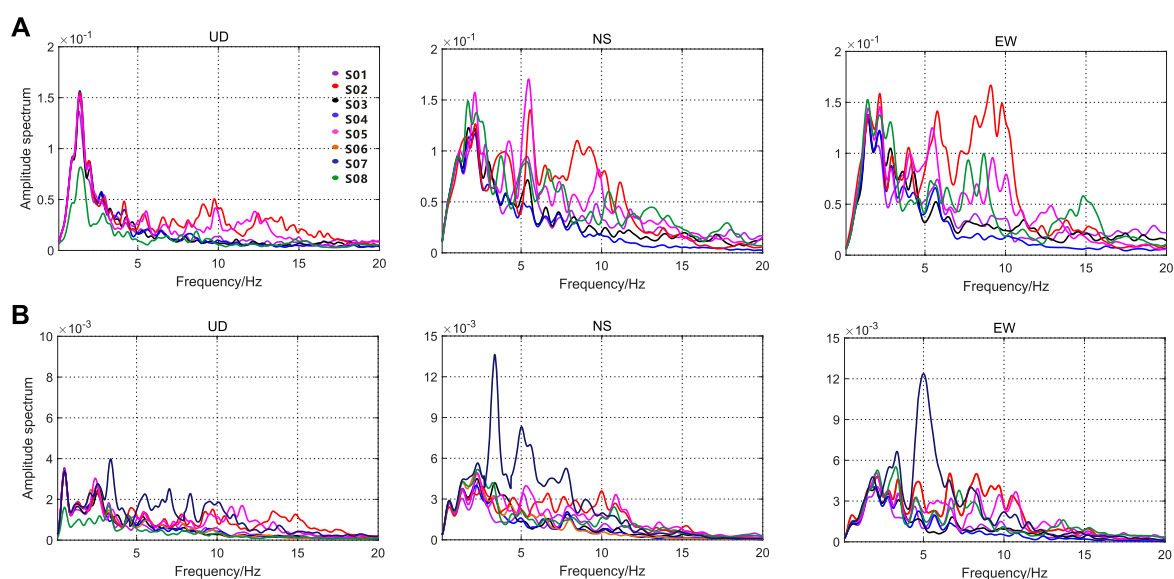 A
UD
NS
EW
×10⁻¹
×10⁻¹
×10⁻¹
2
1.5
1
0.5
0
5
10
15
20
Amplitude spectrum
Frequency/Hz
S01
S02
S03
S04
S05
S06
S07
S08
2
1.5
1
0.5
0
5
10
15
20
Frequency/Hz
2
1.5
1
0.5
0
5
10
15
20
Frequency/Hz
B
UD
NS
EW
×10⁻³
×10⁻³
×10⁻³
10
8
6
4
2
0
5
10
15
20
Amplitude spectrum
Frequency/Hz
15
12
9
6
3
0
5
10
15
20
Frequency/Hz
15
12
9
6
3
0
5
10
15
20
Frequency/Hz